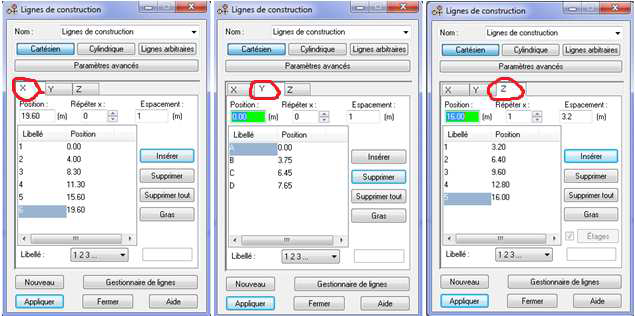 Lignes de construction
Nom : Lignes de construction
Cartésien Cylindrique Lignes arbitraires
Paramètres avancés
X Y Z
Position : Répéter x : Espacement :
19.60 (m) 0 1 (m)
Libellé Position
1 0.00
2 4.00
3 8.30
4 11.30
5 15.60
6 19.60
Insérer
Supprimer
Supprimer tout
Gras
Libellé : 1 2 3 ...
Nouveau Gestionnaire de lignes
Appliquer Fermer Aide
Lignes de construction
Nom : Lignes de construction
Cartésien Cylindrique Lignes arbitraires
Paramètres avancés
X Y Z
Position : Répéter x : Espacement :
0.00 (m) 0 1 (m)
Libellé Position
A 0.00
B 3.75
C 6.45
D 7.65
Insérer
Supprimer
Supprimer tout
Gras
Libellé : 1 2 3 ...
Nouveau Gestionnaire de lignes
Appliquer Fermer Aide
Lignes de construction
Nom : Lignes de construction
Cartésien Cylindrique Lignes arbitraires
Paramètres avancés
X Y Z
Position : Répéter x : Espacement :
16.00 (m) 1 3.2 (m)
Libellé Position
1 3.20
2 6.40
3 9.60
4 12.80
5 16.00
Insérer
Supprimer
Supprimer tout
Gras
Étages
Libellé : 1 2 3 ...
Nouveau Gestionnaire de lignes
Appliquer Fermer Aide